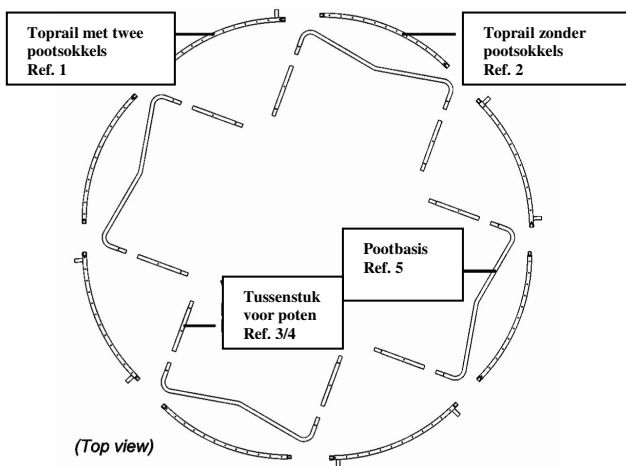 Toprail met twee
pootsokkels
Ref. 1
Toprail zonder
pootsokkels
Ref. 2
Pootbasis
Ref. 5
Tussenstuk
voor poten
Ref. 3/4
(Top view)